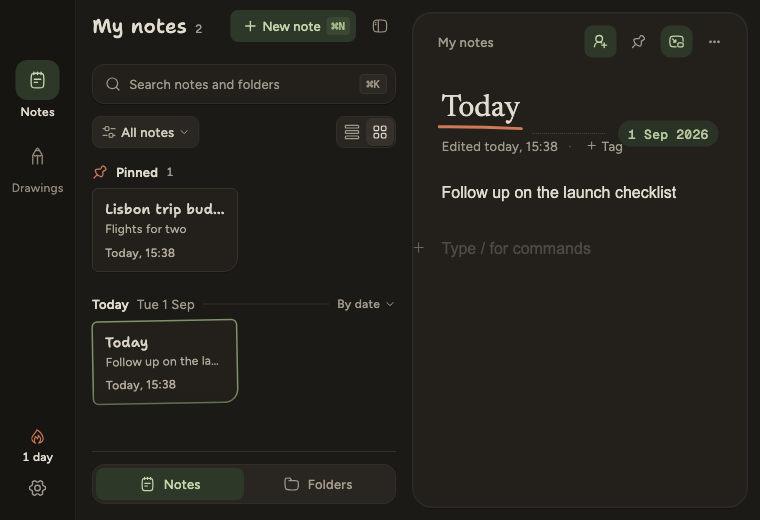 Notes
Drawings
1 day
My notes 2
New note ⌘N
Search notes and folders ⌘K
All notes
Pinned 1
Lisbon trip bud...
Flights for two
Today, 15:38
Today Tue 1 Sep By date
Today
Follow up on the la...
Today, 15:38
Notes Folders
My notes
Today
1 Sep 2026
Edited today, 15:38 · + Tag
Follow up on the launch checklist
+ Type / for commands